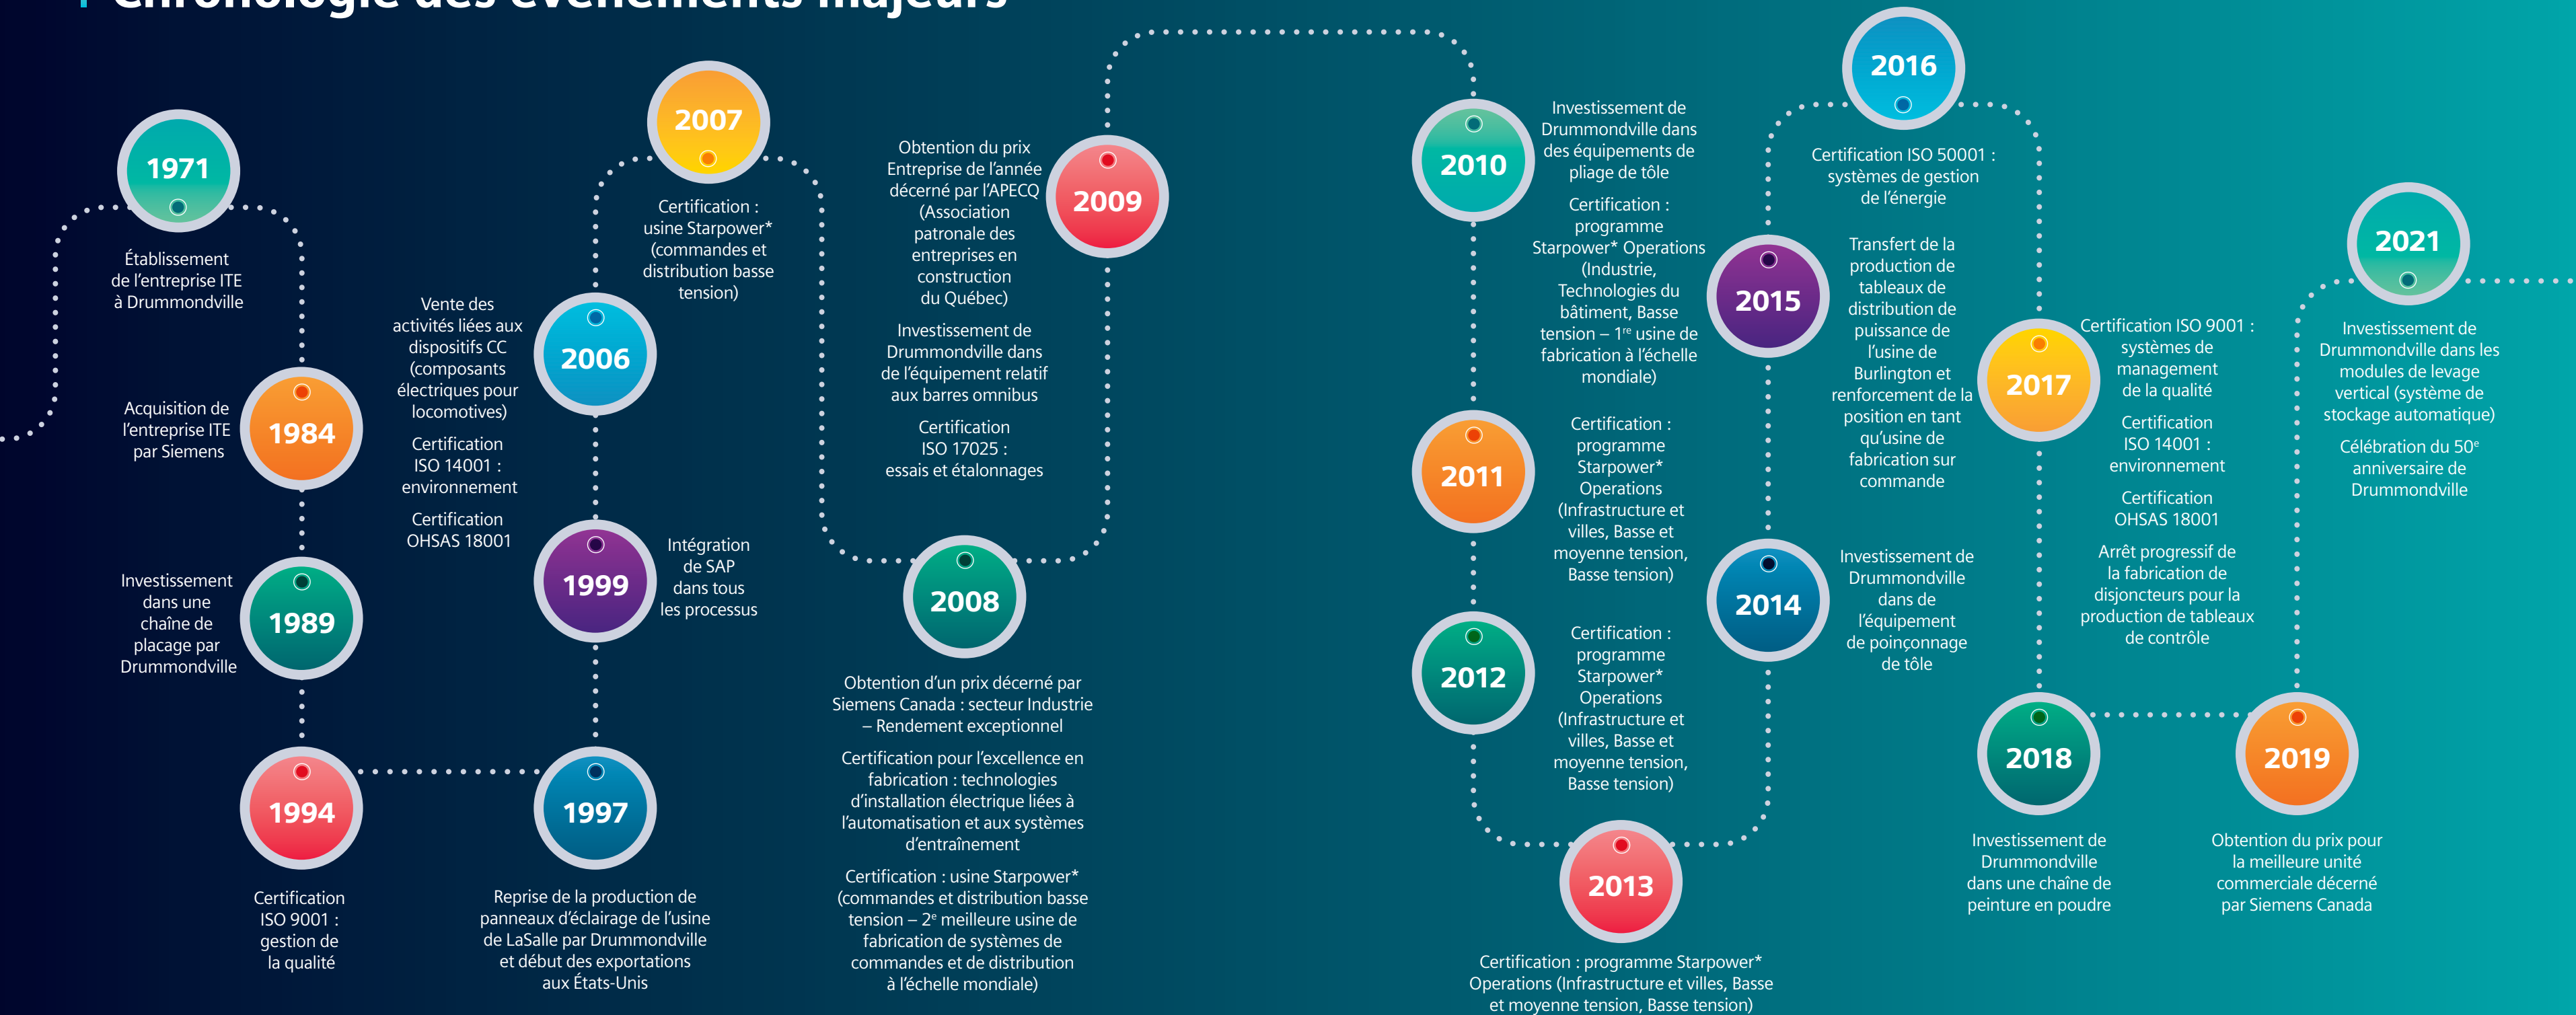 Chronologie des événements majeurs
1971
Établissement
de l’entreprise ITE
à Drummondville
Acquisition de
l’entreprise ITE
par Siemens
1984
Investissement
dans une
chaîne de
placage par
Drummondville
1989
1994
Certification
ISO 9001 :
gestion de
la qualité
1997
Reprise de la production de
panneaux d’éclairage de l’usine
de LaSalle par Drummondville
et début des exportations
aux États-Unis
1999
Intégration
de SAP
dans tous
les processus
Vente des
activités liées aux
dispositifs CC
(composants
électriques pour
locomotives)
Certification
ISO 14001 :
environnement
Certification
OHSAS 18001
2006
2007
Certification :
usine Starpower*
(commandes et
distribution basse
tension)
2008
Obtention d’un prix décerné par
Siemens Canada : secteur Industrie
– Rendement exceptionnel
Certification pour l’excellence en
fabrication : technologies
d’installation électrique liées à
l’automatisation et aux systèmes
d’entraînement
Certification : usine Starpower*
(commandes et distribution basse
tension – 2e meilleure usine de
fabrication de systèmes de
commandes et de distribution
à l’échelle mondiale)
Obtention du prix
Entreprise de l’année
décerné par l’APECQ
(Association
patronale des
entreprises en
construction
du Québec)
Investissement de
Drummondville dans
de l’équipement relatif
aux barres omnibus
Certification
ISO 17025 :
essais et étalonnages
2009
2010
Investissement de
Drummondville dans
des équipements de
pliage de tôle
Certification :
programme
Starpower* Operations
(Industrie,
Technologies du
bâtiment, Basse
tension – 1re usine de
fabrication à l’échelle
mondiale)
2011
Certification :
programme
Starpower*
Operations
(Infrastructure et
villes, Basse et
moyenne tension,
Basse tension)
2012
Certification :
programme
Starpower*
Operations
(Infrastructure et
villes, Basse et
moyenne tension,
Basse tension)
2013
Certification : programme Starpower*
Operations (Infrastructure et villes, Basse
et moyenne tension, Basse tension)
2014
Investissement de
Drummondville
dans de
l’équipement
de poinçonnage
de tôle
2015
Transfert de la
production de
tableaux de
distribution de
puissance de
l’usine de
Burlington et
renforcement de la
position en tant
qu’usine de
fabrication sur
commande
2016
Certification ISO 50001 :
systèmes de gestion
de l’énergie
2017
Certification ISO 9001 :
systèmes de
management
de la qualité
Certification
ISO 14001 :
environnement
Certification
OHSAS 18001
Arrêt progressif de
la fabrication de
disjoncteurs pour la
production de tableaux
de contrôle
2018
Investissement de
Drummondville
dans une chaîne de
peinture en poudre
2019
Obtention du prix pour
la meilleure unité
commerciale décerné
par Siemens Canada
2021
Investissement de
Drummondville dans les
modules de levage
vertical (système de
stockage automatique)
Célébration du 50e
anniversaire de
Drummondville